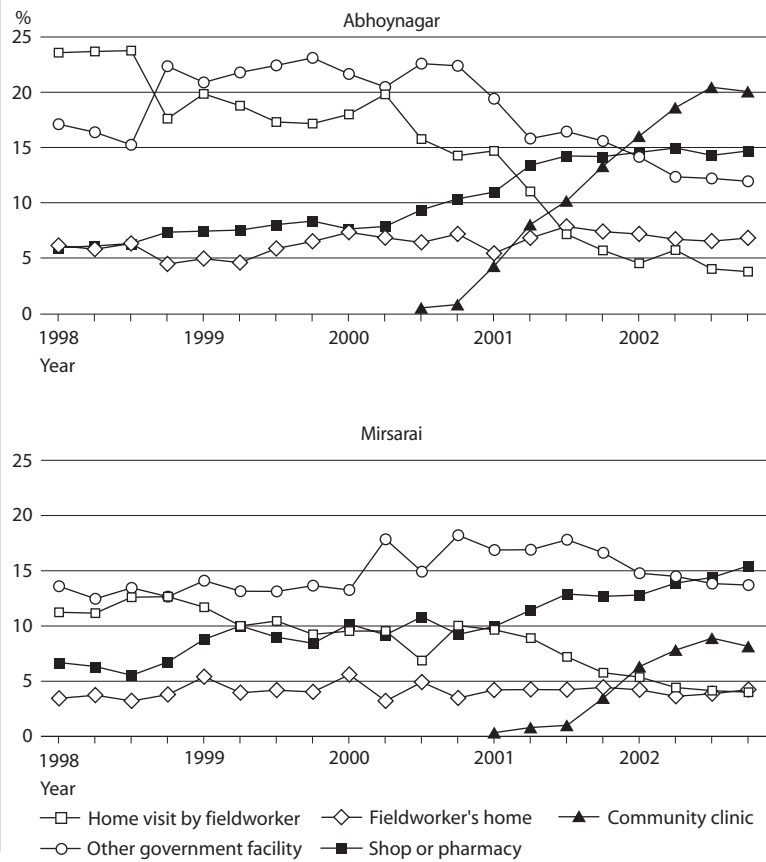 %
Abhoynagar
25
20
15
10
5
0
1998 1999 2000 2001 2002
Year
Mirsarai
25
20
15
10
5
0
1998 1999 2000 2001 2002
Year
Home visit by fieldworker Fieldworker's home Community clinic
Other government facility Shop or pharmacy